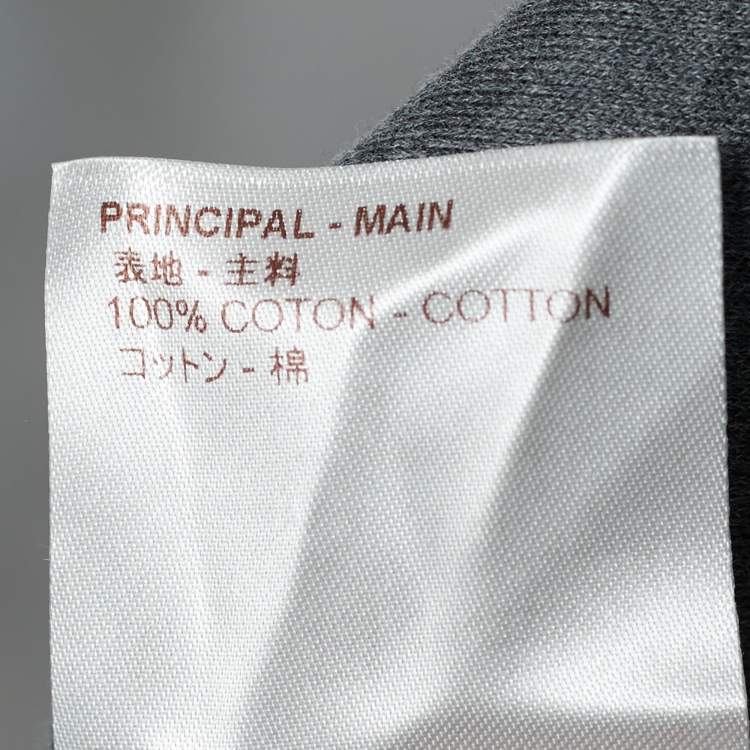 PRINCIPAL - MAIN
表地 - 主料
100% COTON - COTTON
コットン - 棉